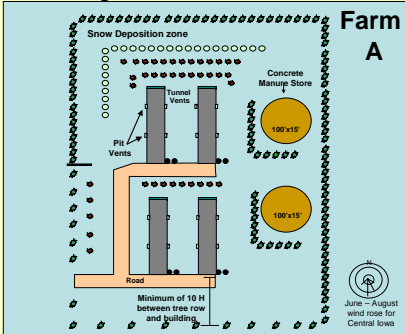 Farm
A
Snow Deposition zone
Concrete
Manure Store
Tunnel
Vents
Pit
Vents
100'x15'
100'x15'
Road
Minimum of 10 H
between tree row
and building
N
June – August
wind rose for
Central Iowa